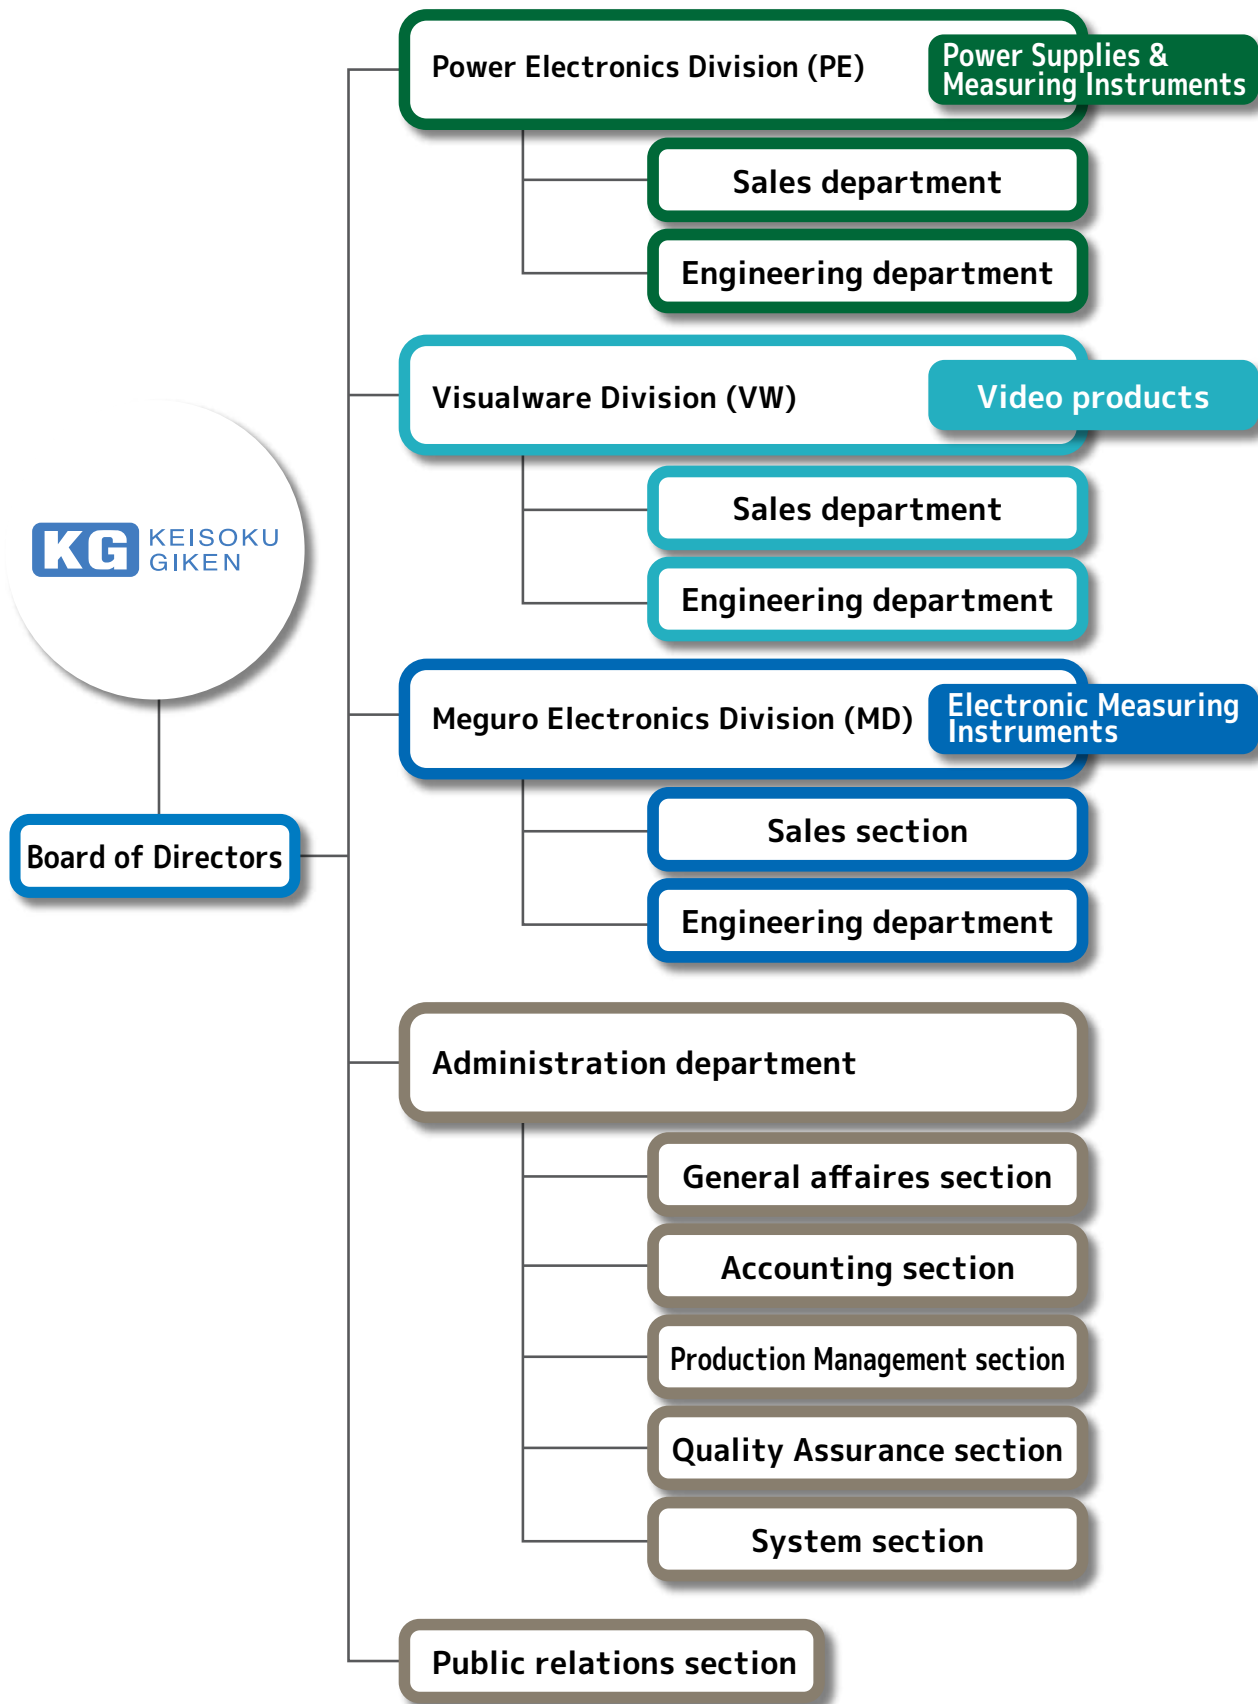 Power Electronics Division (PE)
Power Supplies &
Measuring Instruments
Sales department
Engineering department
Visualware Division (VW)
Video products
Sales department
Engineering department
KG KEISOKU
GIKEN
Meguro Electronics Division (MD)
Electronic Measuring
Instruments
Sales section
Engineering department
Board of Directors
Administration department
General affaires section
Accounting section
Production Management section
Quality Assurance section
System section
Public relations section